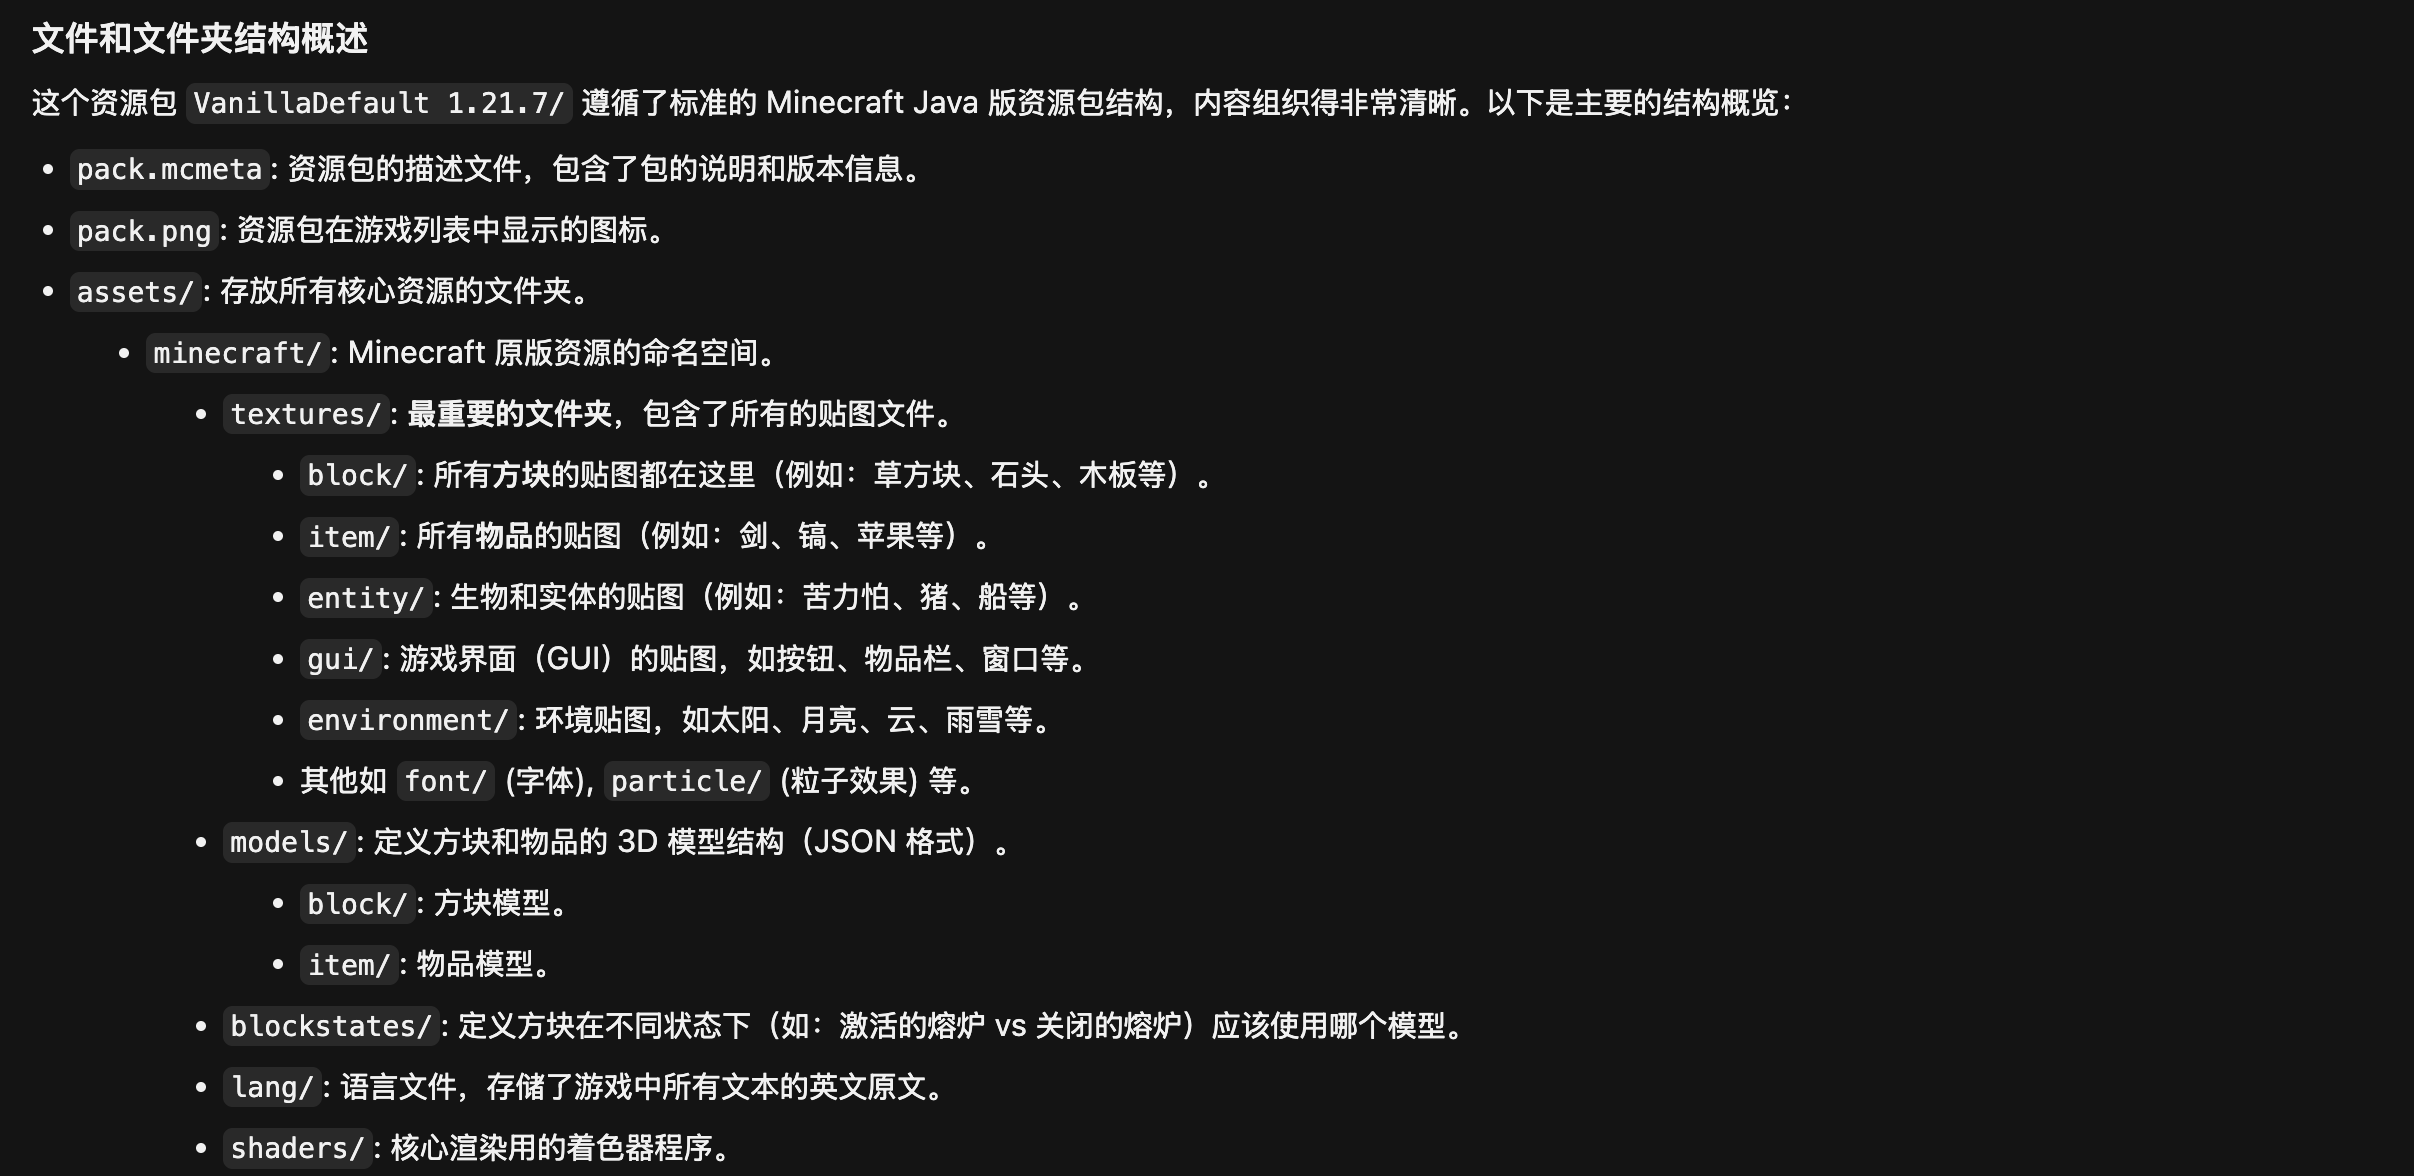 文件和文件夹结构概述
这个资源包 VanillaDefault 1.21.7/ 遵循了标准的 Minecraft Java 版资源包结构，内容组织得非常清晰。以下是主要的结构概览：
• pack.mcmeta: 资源包的描述文件，包含了包的说明和版本信息。
• pack.png: 资源包在游戏列表中显示的图标。
• assets/: 存放所有核心资源的文件夹。
• minecraft/: Minecraft 原版资源的命名空间。
• textures/: 最重要的文件夹，包含了所有的贴图文件。
• block/: 所有方块的贴图都在这里（例如：草方块、石头、木板等）。
• item/: 所有物品的贴图（例如：剑、镐、苹果等）。
• entity/: 生物和实体的贴图（例如：苦力怕、猪、船等）。
• gui/: 游戏界面（GUI）的贴图，如按钮、物品栏、窗口等。
• environment/: 环境贴图，如太阳、月亮、云、雨雪等。
• 其他如 font/ (字体), particle/ (粒子效果) 等。
• models/: 定义方块和物品的 3D 模型结构（JSON 格式）。
• block/: 方块模型。
• item/: 物品模型。
• blockstates/: 定义方块在不同状态下（如：激活的熔炉 vs 关闭的熔炉）应该使用哪个模型。
• lang/: 语言文件，存储了游戏中所有文本的英文原文。
• shaders/: 核心渲染用的着色器程序。